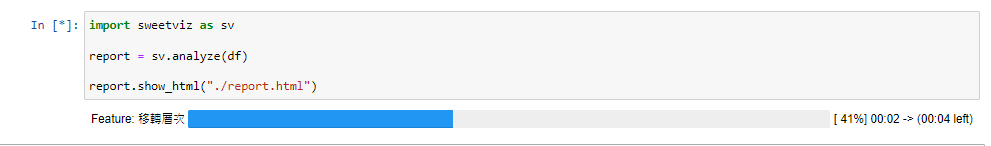 In [*]: import sweetviz as sv
report = sv.analyze(df)
report.show_html("./report.html")
Feature: 移轉層次 [ 41%] 00:02 -> (00:04 left)